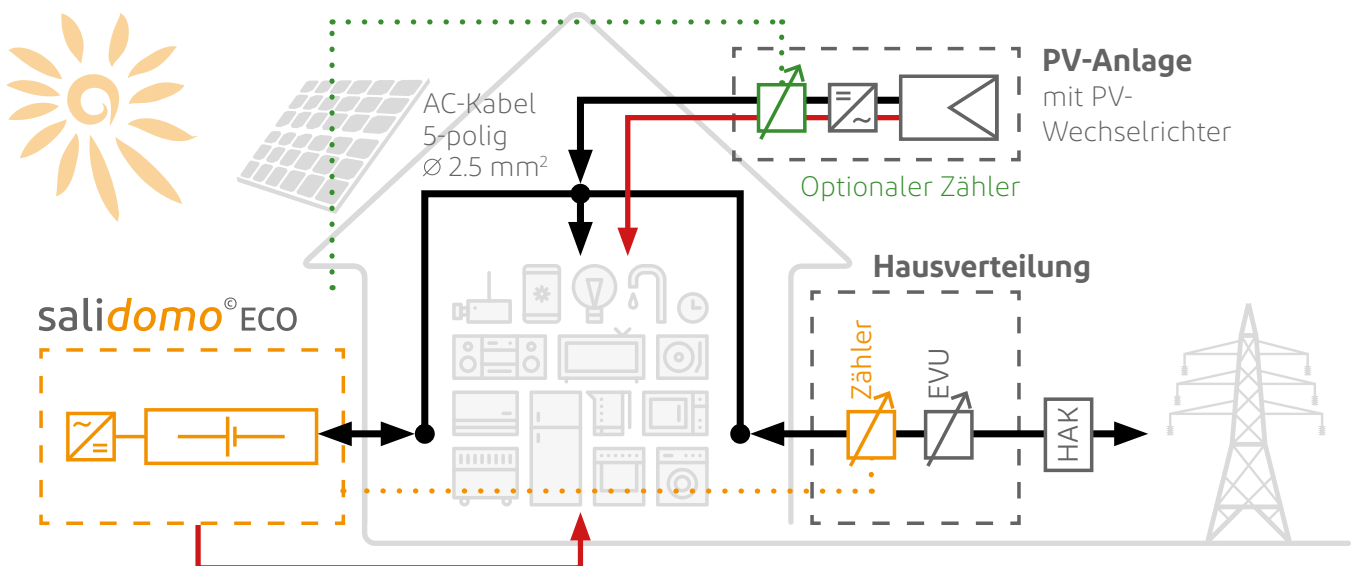 PV-Anlage
mit PV-
Wechselrichter
AC-Kabel
5-polig
Ø 2.5 mm²
Optionaler Zähler
Hausverteilung
salidomo©ECO
Zähler
EVU
HAK